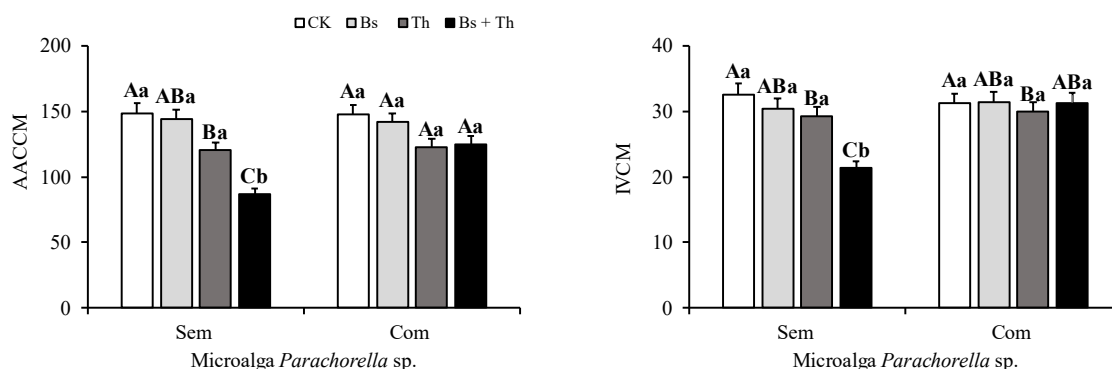 CK Bs Th Bs + Th
200
150
100
50
0
AACCM
Aa ABa Ba Cb
Aa Aa Aa Aa
Sem Com
Microalga Parachorella sp.
40
30
20
10
0
IVCM
Aa ABa Ba Cb
Aa ABa Ba ABa
Sem Com
Microalga Parachorella sp.